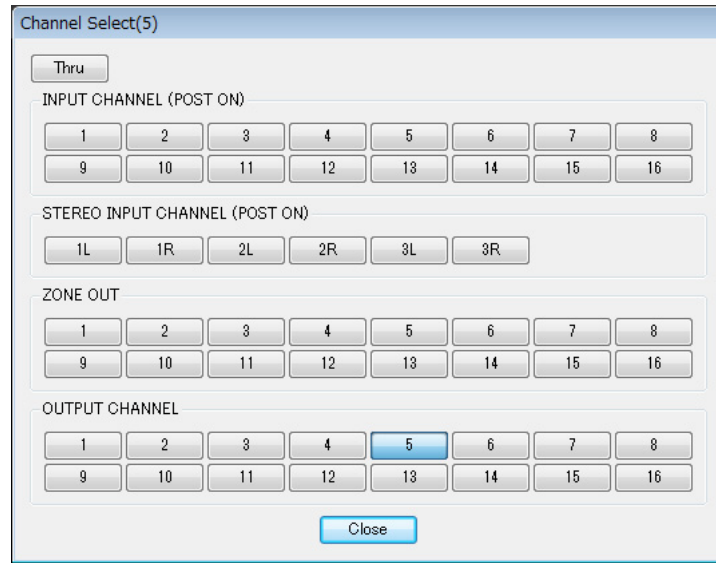 Channel Select(5)
Thru
INPUT CHANNEL (POST ON)
1 2 3 4 5 6 7 8
9 10 11 12 13 14 15 16
STEREO INPUT CHANNEL (POST ON)
1L 1R 2L 2R 3L 3R
ZONE OUT
1 2 3 4 5 6 7 8
9 10 11 12 13 14 15 16
OUTPUT CHANNEL
1 2 3 4 5 6 7 8
9 10 11 12 13 14 15 16
Close